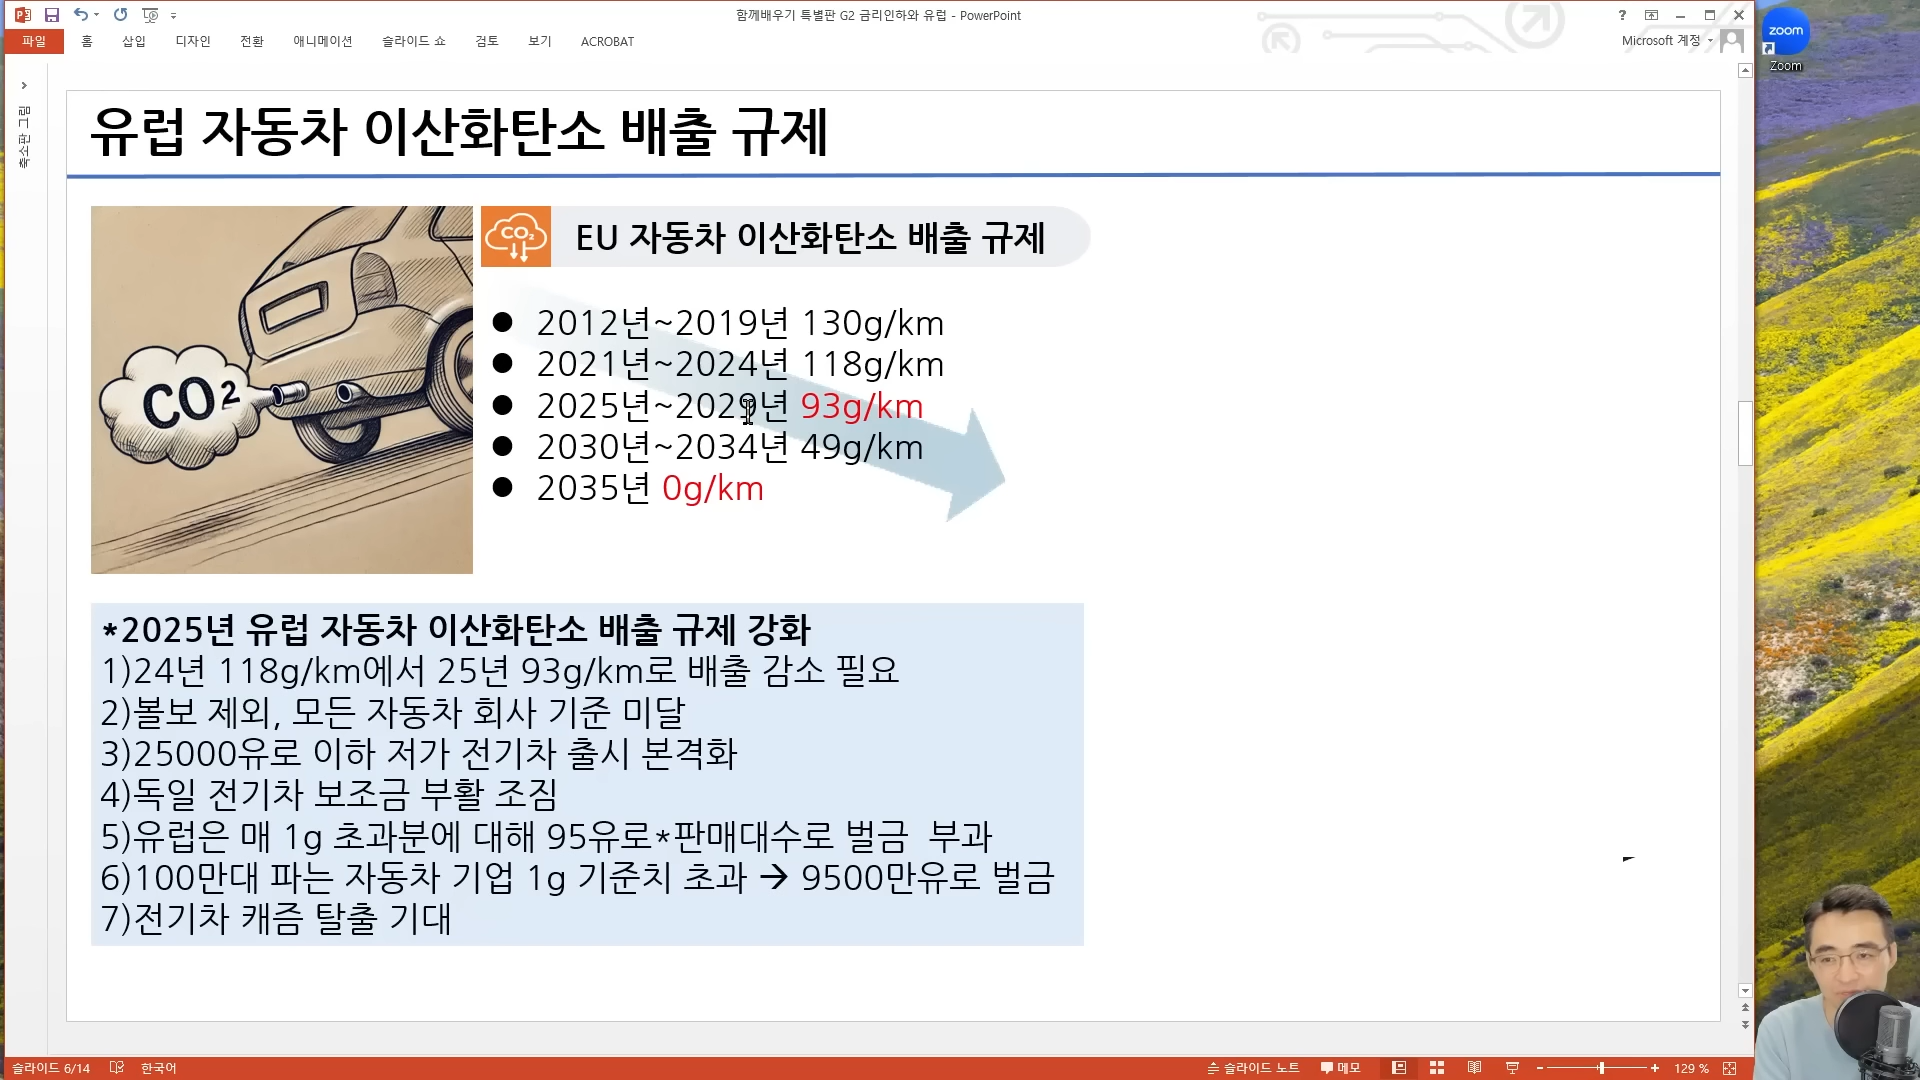 함께배우기 특별판 G2 금리인하와 유럽 - PowerPoint
파일 홈 삽입 디자인 전환 애니메이션 슬라이드 쇼 검토 보기 ACROBAT
Microsoft 계정
zoom
Zoom
축소판 그림
유럽 자동차 이산화탄소 배출 규제
CO2
CO2
EU 자동차 이산화탄소 배출 규제
● 2012년~2019년 130g/km
● 2021년~2024년 118g/km
● 2025년~2029년 93g/km
● 2030년~2034년 49g/km
● 2035년 0g/km
*2025년 유럽 자동차 이산화탄소 배출 규제 강화
1)24년 118g/km에서 25년 93g/km로 배출 감소 필요
2)볼보 제외, 모든 자동차 회사 기준 미달
3)25000유로 이하 저가 전기차 출시 본격화
4)독일 전기차 보조금 부활 조짐
5)유럽은 매 1g 초과분에 대해 95유로*판매대수로 벌금 부과
6)100만대 파는 자동차 기업 1g 기준치 초과 → 9500만유로 벌금
7)전기차 캐즘 탈출 기대
슬라이드 6/14 한국어 슬라이드 노트 메모 129 %